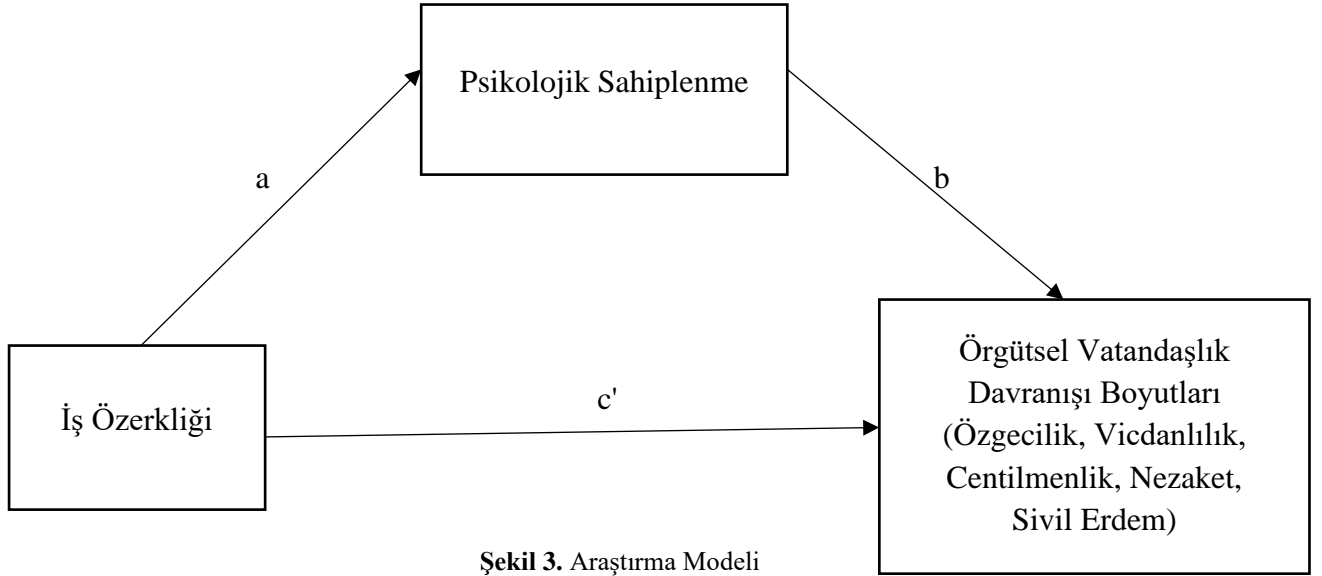 Psikolojik Sahiplenme
a
b
İş Özerkliği
c'
Örgütsel Vatandaşlık
Davranışı Boyutları
(Özgecilik, Vicdanlılık,
Centilmenlik, Nezaket,
Sivil Erdem)
Şekil 3. Araştırma Modeli